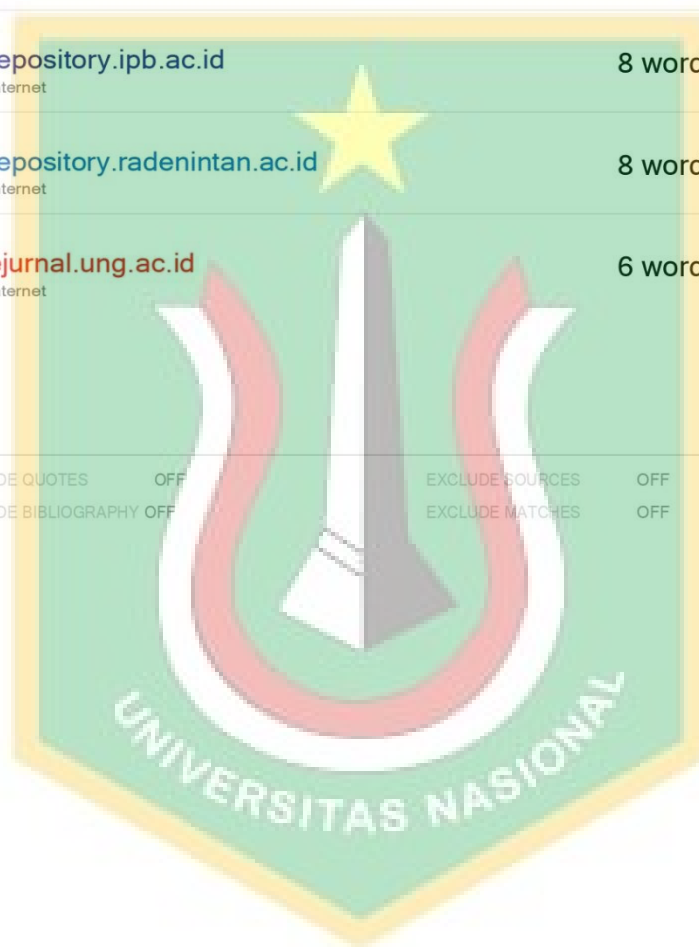 epository.ipb.ac.id 8 word
ternet
epository.radenintan.ac.id 8 word
ternet
ejurnal.ung.ac.id 6 word
ternet
DE QUOTES OFF EXCLUDE SOURCES OFF
DE BIBLIOGRAPHY OFF EXCLUDE MATCHES OFF
UNIVERSITAS NASIONAL